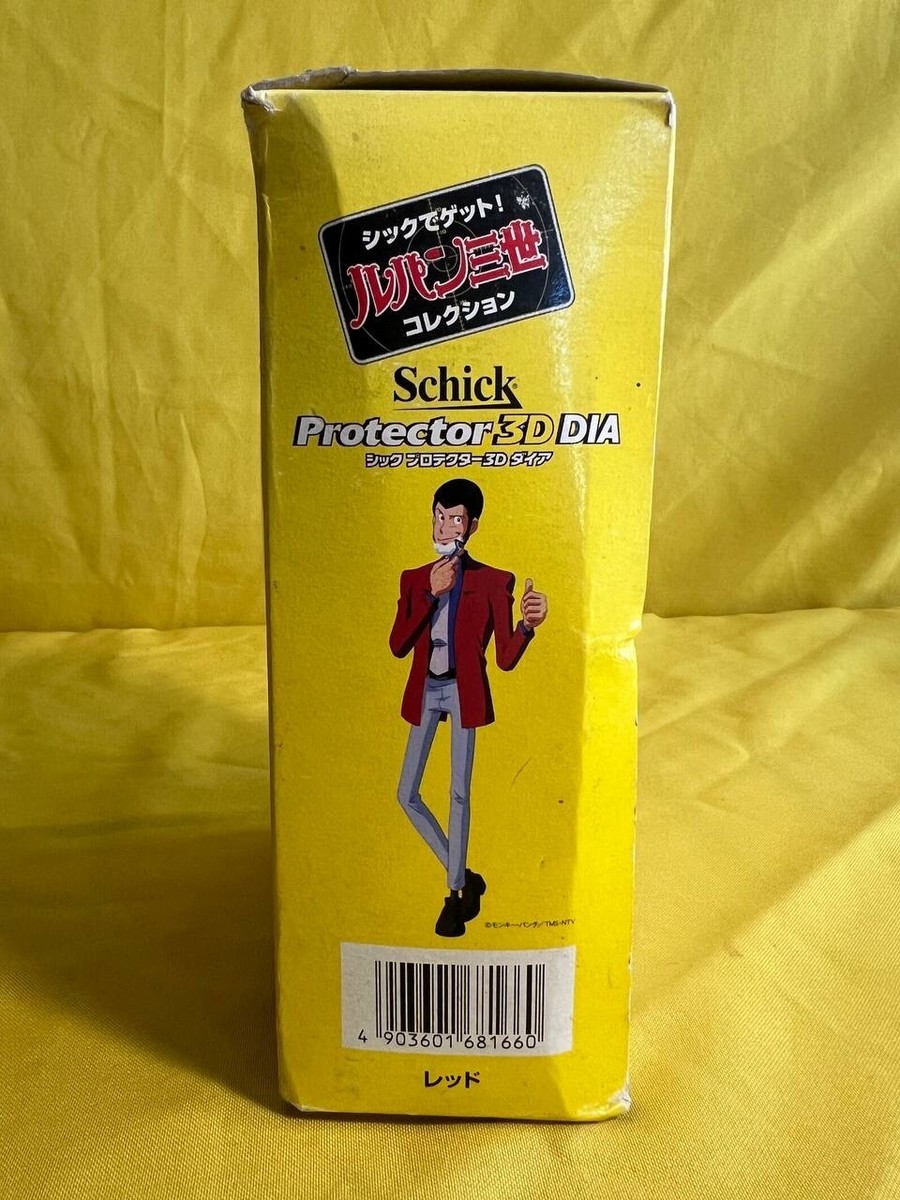 シックでゲット!
ルパン三世
コレクション
Schick
Protector 3D DIA
シック プロテクター3D ダイア
©モンキー・パンチ/TMS・NTV
4 903601 681660
レッド